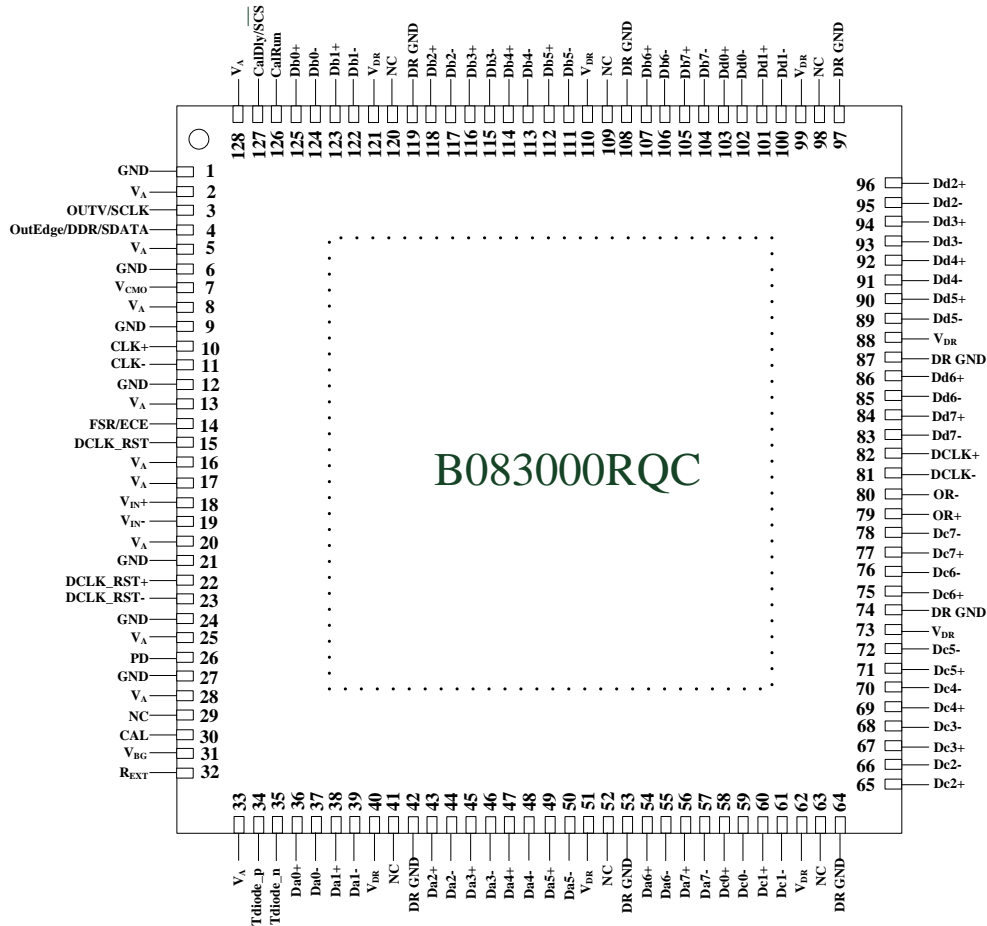 V_A CalDly/SCS CalRun Db0+ Db0- Db1+ Db1- V_DR NC DR GND Db2+ Db2- Db3+ Db3- Db4+ Db4- Db5+ Db5- V_DR NC DR GND Db6+ Db6- Db7+ Db7- Dd0+ Dd0- Dd1+ Dd1- V_DR NC DR GND
128 127 126 125 124 123 122 121 120 119 118 117 116 115 114 113 112 111 110 109 108 107 106 105 104 103 102 101 100 99 98 97
GND 1
V_A 2
OUTV/SCLK 3
OutEdge/DDR/SDATA 4
V_A 5
GND 6
V_CMO 7
V_A 8
GND 9
CLK+ 10
CLK- 11
GND 12
V_A 13
FSR/ECE 14
DCLK_RST 15
V_A 16
V_A 17
V_IN+ 18
V_IN- 19
V_A 20
GND 21
DCLK_RST+ 22
DCLK_RST- 23
GND 24
V_A 25
PD 26
GND 27
V_A 28
NC 29
CAL 30
V_BG 31
R_EXT 32
B083000RQC
96 Dd2+
95 Dd2-
94 Dd3+
93 Dd3-
92 Dd4+
91 Dd4-
90 Dd5+
89 Dd5-
88 V_DR
87 DR GND
86 Dd6+
85 Dd6-
84 Dd7+
83 Dd7-
82 DCLK+
81 DCLK-
80 OR-
79 OR+
78 Dc7-
77 Dc7+
76 Dc6-
75 Dc6+
74 DR GND
73 V_DR
72 Dc5-
71 Dc5+
70 Dc4-
69 Dc4+
68 Dc3-
67 Dc3+
66 Dc2-
65 Dc2+
33 34 35 36 37 38 39 40 41 42 43 44 45 46 47 48 49 50 51 52 53 54 55 56 57 58 59 60 61 62 63 64
V_A Tdiode_p Tdiode_n Da0+ Da0- Da1+ Da1- V_DR NC DR GND Da2+ Da2- Da3+ Da3- Da4+ Da4- Da5+ Da5- V_DR NC DR GND Da6+ Da6- Da7+ Da7- Dc0+ Dc0- Dc1+ Dc1- V_DR NC DR GND